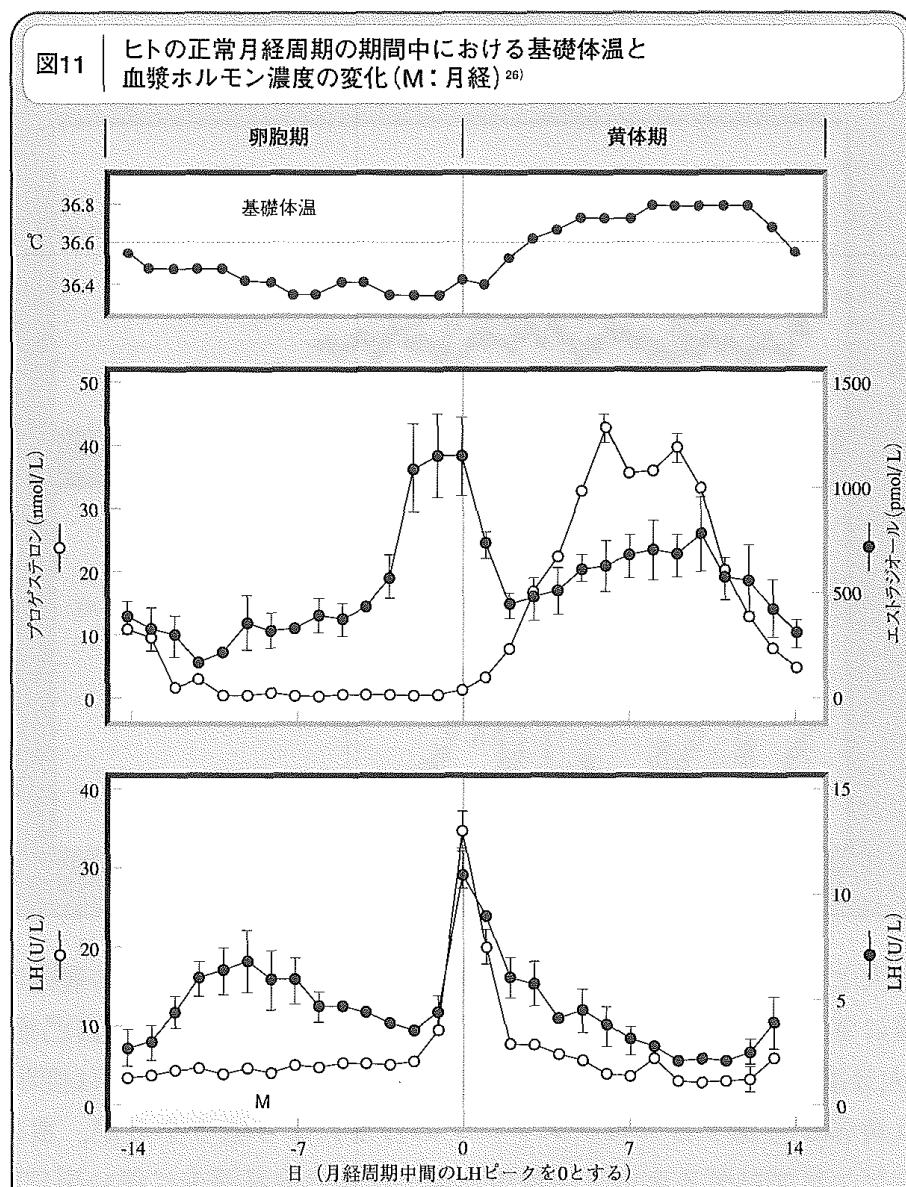 図11
ヒトの正常月経周期の期間中における基礎体温と
血漿ホルモン濃度の変化(M:月経)26)
卵胞期
黄体期
基礎体温
℃
36.8
36.6
36.4
プロゲステロン(nmol/L)
50
40
30
20
10
0
エストラジオール(pmol/L)
1500
1000
500
0
LH(U/L)
40
30
20
10
0
LH(U/L)
15
10
5
0
M
-14
-7
0
7
14
日(月経周期中間のLHピークを0とする)